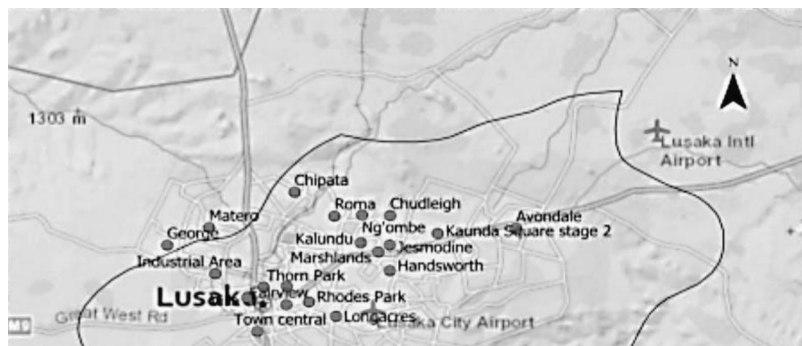 N
1303 m
Lusaka Intl
Airport
Chipata
Roma
Chudleigh
Matero
Avondale
George
Ng'ombe
Kaunda Square stage 2
Kalundu
Jesmodine
Marshlands
Industrial Area
Handsworth
Thorn Park
Lusaka
Fairview
Rhodes Park
Great West Rd
Town central
Longacres
Lusaka City Airport